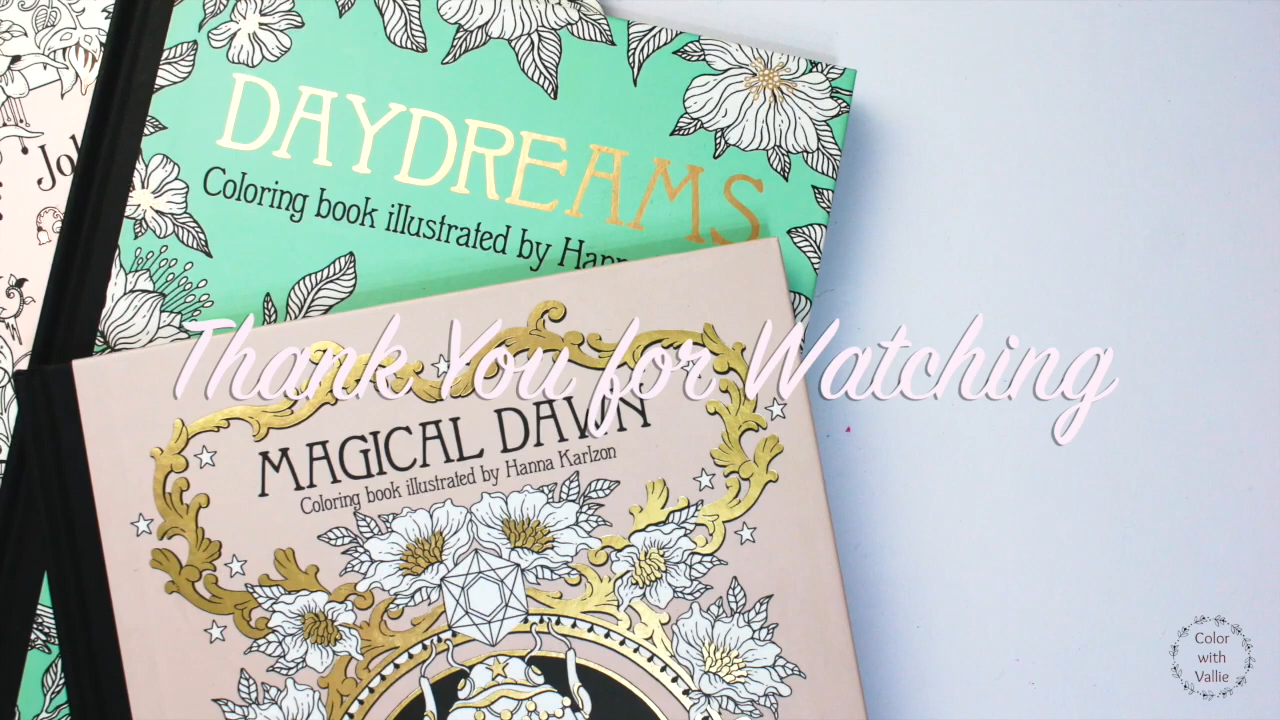 DAYDREAMS
Coloring book illustrated by Hanna
Thank You for Watching
MAGICAL DAWN
Coloring book illustrated by Hanna Karlzon
Color
with
Vallie